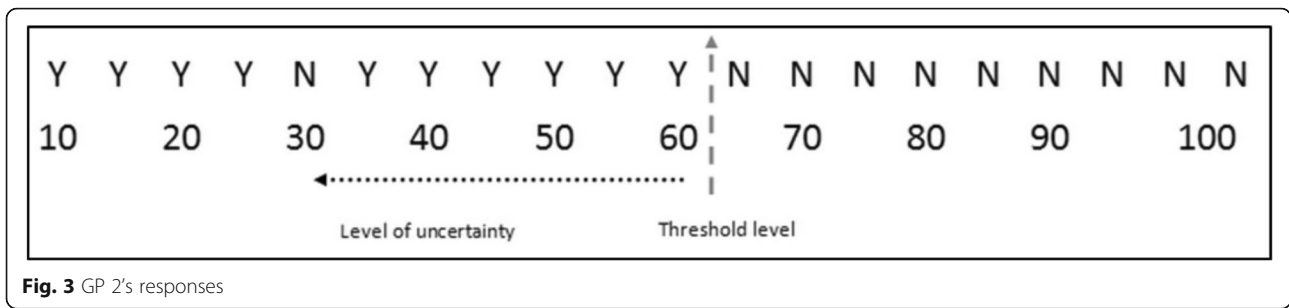 Y Y Y Y N Y Y Y Y Y Y N N N N N N N N N
10 20 30 40 50 60 70 80 90 100
Level of uncertainty Threshold level
Fig. 3 GP 2's responses